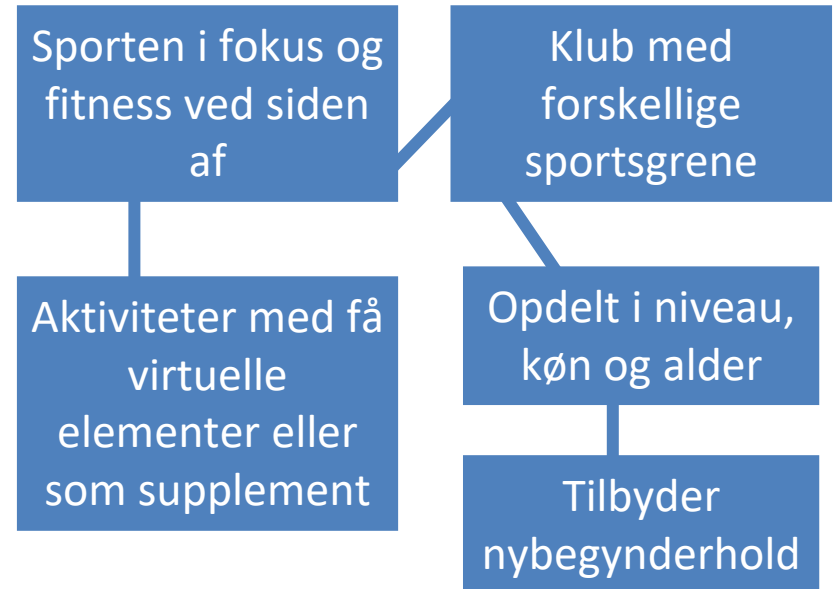 Sporten i fokus og
fitness ved siden
af
Klub med
forskellige
sportsgrene
Aktiviteter med få
virtuelle
elementer eller
som supplement
Opdelt i niveau,
køn og alder
Tilbyder
nybegynderhold